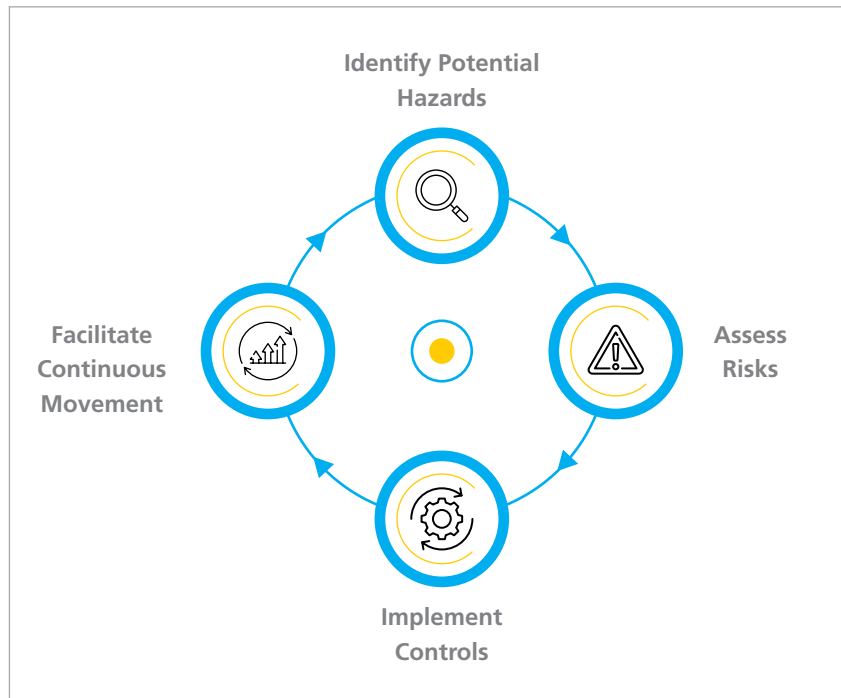 Identify Potential
Hazards
Assess
Risks
Implement
Controls
Facilitate
Continuous
Movement